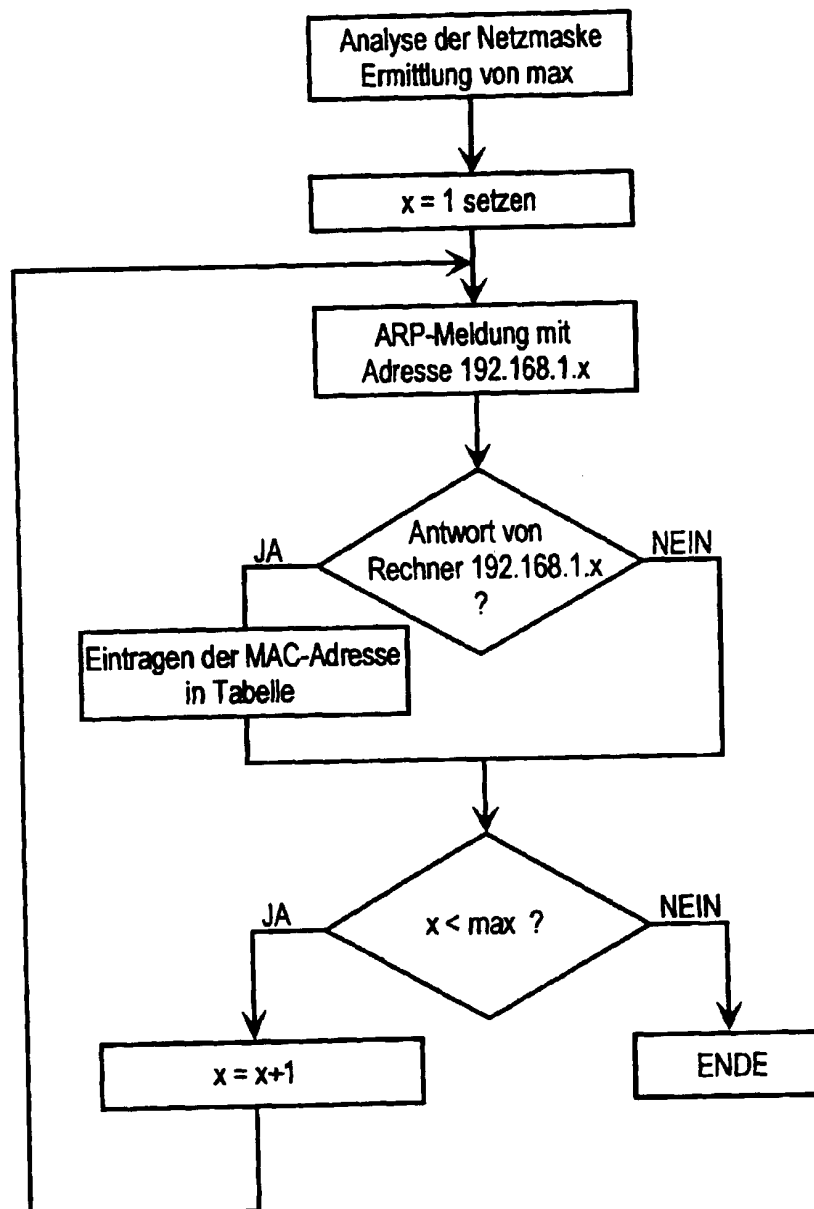 Analyse der Netzmaske
Ermittlung von max
x = 1 setzen
ARP-Meldung mit
Adresse 192.168.1.x
Antwort von
Rechner 192.168.1.x
?
JA
NEIN
Eintragen der MAC-Adresse
in Tabelle
x < max ?
JA
NEIN
x = x+1
ENDE